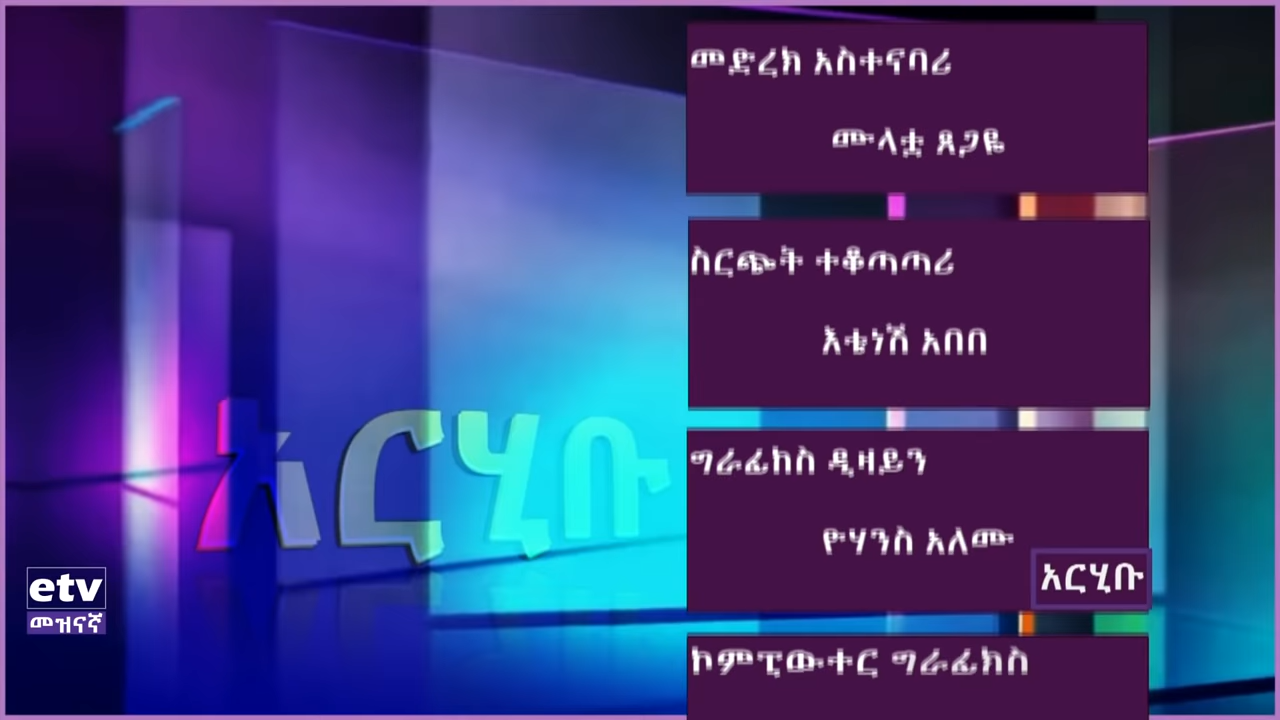 መድረክ አስተናባሪ
ሙላቷ ጸጋዬ
ስርጭት ተቆጣጣሪ
እቴነሽ አበበ
ግራፊክስ ዲዛይን
ዮሃንስ አለሙ
ኮምፒውተር ግራፊክስ
አርሂቡ
አርሂቡ
etv
መዝናኛ